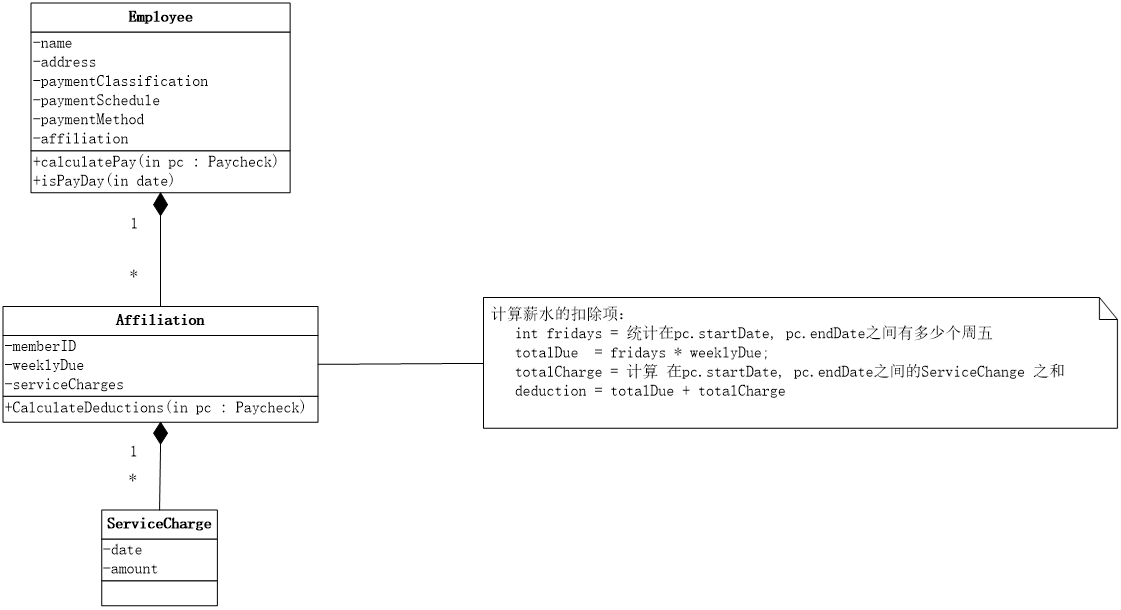 Employee
-name
-address
-paymentClassification
-paymentSchedule
-paymentMethod
-affiliation
+calculatePay(in pc : Paycheck)
+isPayDay(in date)
1
*
Affiliation
-memberID
-weeklyDue
-serviceCharges
+CalculateDeductions(in pc : Paycheck)
计算薪水的扣除项:
int fridays = 统计在pc.startDate, pc.endDate之间有多少个周五
totalDue = fridays * weeklyDue;
totalCharge = 计算 在pc.startDate, pc.endDate之间的ServiceChange 之和
deduction = totalDue + totalCharge
1
*
ServiceCharge
-date
-amount